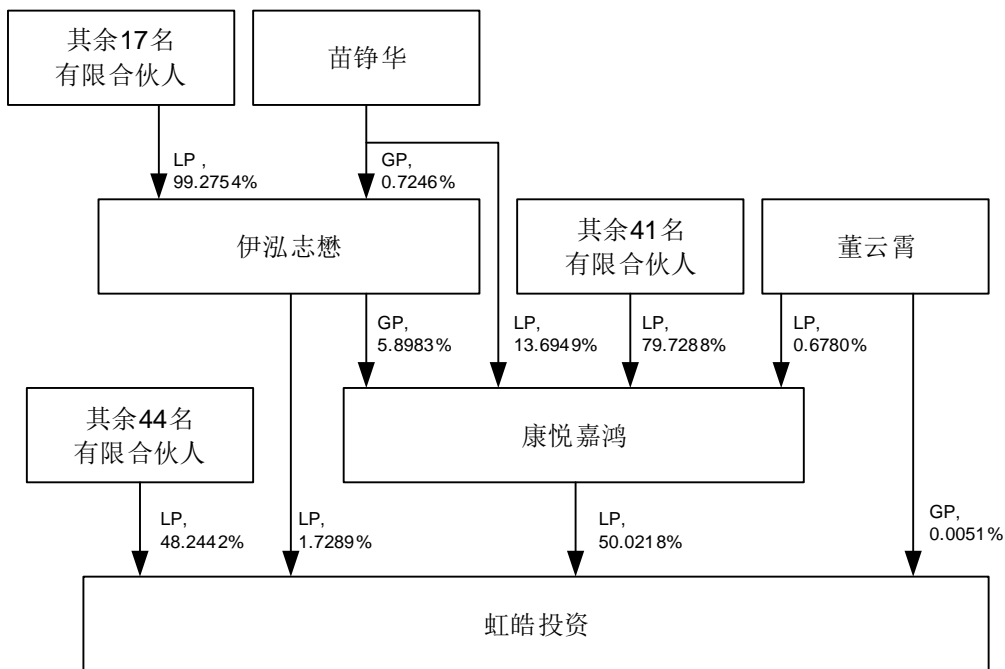 其余17名
有限合伙人
苗铮华
LP ,
99.2754%
GP,
0.7246%
伊泓志懋
其余41名
有限合伙人
董云霄
GP,
5.8983%
LP,
13.6949%
LP,
79.7288%
LP,
0.6780%
其余44名
有限合伙人
康悦嘉鸿
LP,
48.2442%
LP,
1.7289%
LP,
50.0218%
GP,
0.0051%
虹皓投资